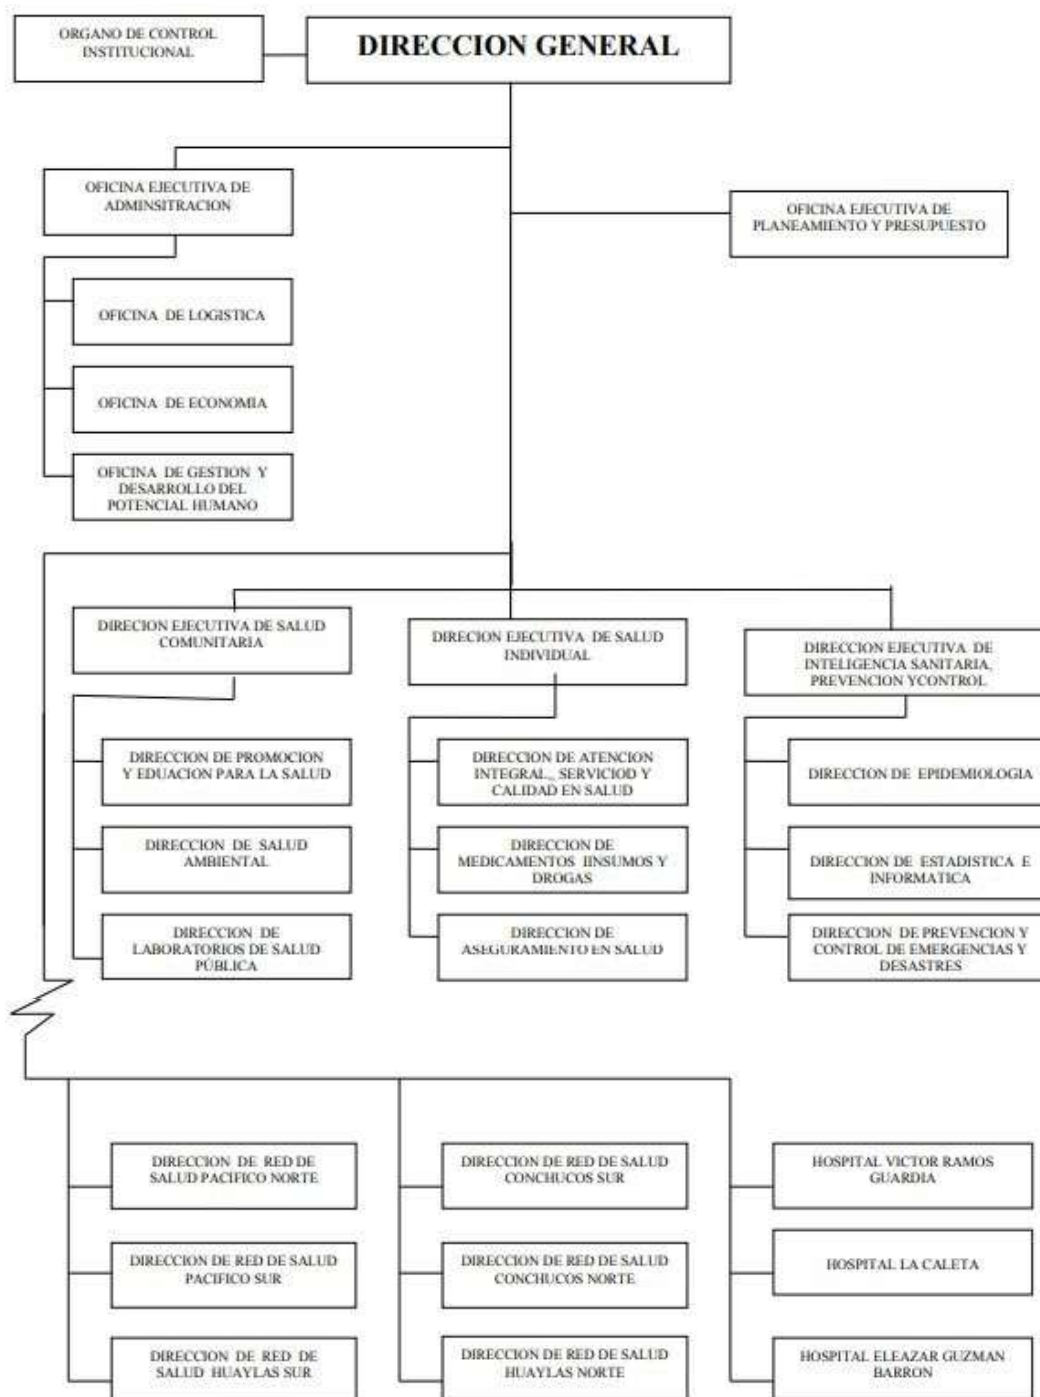 ORGANO DE CONTROL
INSTITUCIONAL
DIRECCION GENERAL
OFICINA EJECUTIVA DE
ADMINSITRACION
OFICINA EJECUTIVA DE
PLANEAMIENTO Y PRESUPUESTO
OFICINA DE LOGISTICA
OFICINA DE ECONOMIA
OFICINA DE GESTION Y
DESARROLLO DEL
POTENCIAL HUMANO
DIRECION EJECUTIVA DE SALUD
COMUNITARIA
DIRECION EJECUTIVA DE SALUD
INDIVIDUAL
DIRECCION EJECUTIVA DE
INTELIGENCIA SANITARIA,
PREVENCION YCONTROL
DIRECCION DE PROMOCION
Y EDUACION PARA LA SALUD
DIRECCION DE SALUD
AMBIENTAL
DIRECCION DE
LABORATORIOS DE SALUD
PÚBLICA
DIRECCION DE ATENCION
INTEGRAL, SERVICIOD Y
CALIDAD EN SALUD
DIRECCION DE
MEDICAMENTOS IINSUMOS Y
DROGAS
DIRECCION DE
ASEGURAMIENTO EN SALUD
DIRECCION DE EPIDEMIOLOGIA
DIRECCION DE ESTADISTICA E
INFORMATICA
DIRECCION DE PREVENCION Y
CONTROL DE EMERGENCIAS Y
DESASTRES
DIRECCION DE RED DE
SALUD PACIFICO NORTE
DIRECCION DE RED DE SALUD
PACIFICO SUR
DIRECCION DE RED DE
SALUD HUAYLAS SUR
DIRECCION DE RED DE SALUD
CONCHUCOS SUR
DIRECCION DE RED DE SALUD
CONCHUCOS NORTE
DIRECCION DE RED DE SALUD
HUAYLAS NORTE
HOSPITAL VICTOR RAMOS
GUARDIA
HOSPITAL LA CALETA
HOSPITAL ELEAZAR GUZMAN
BARRON